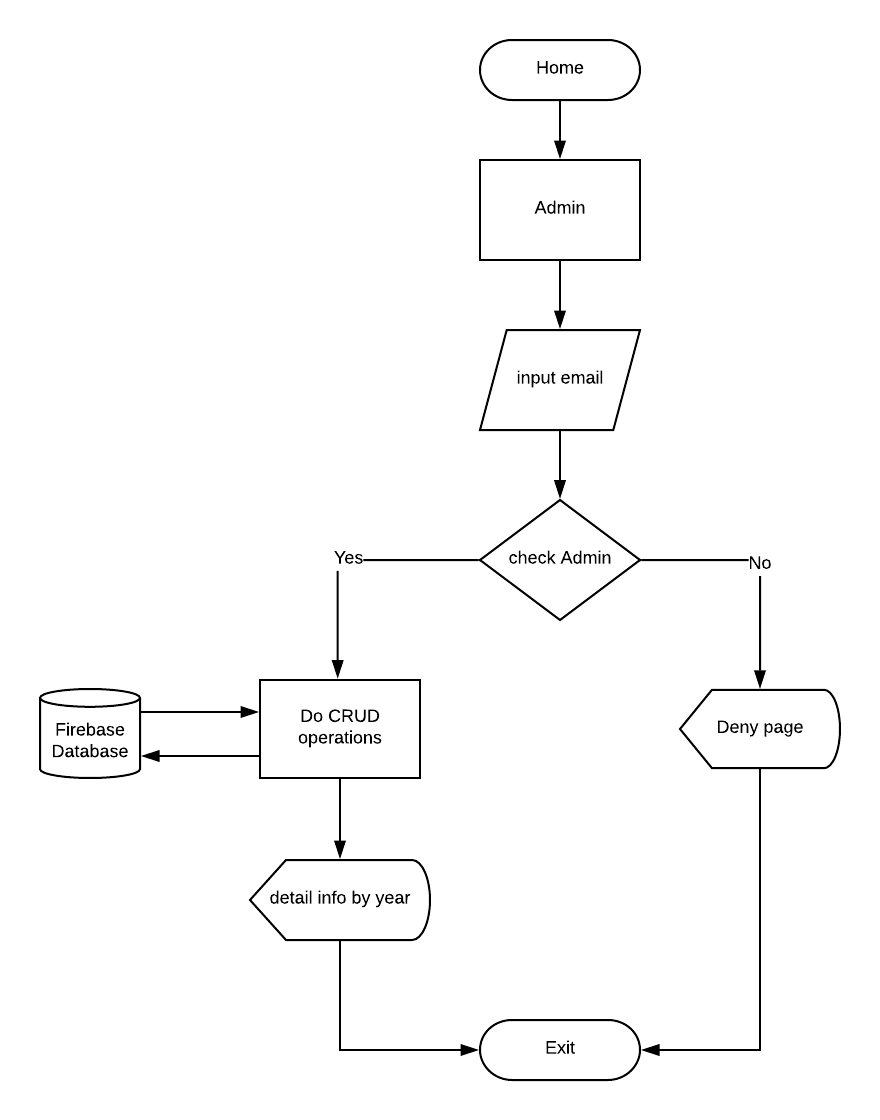 Home
Admin
input email
check Admin
Yes
No
Do CRUD
operations
Firebase
Database
Deny page
detail info by year
Exit